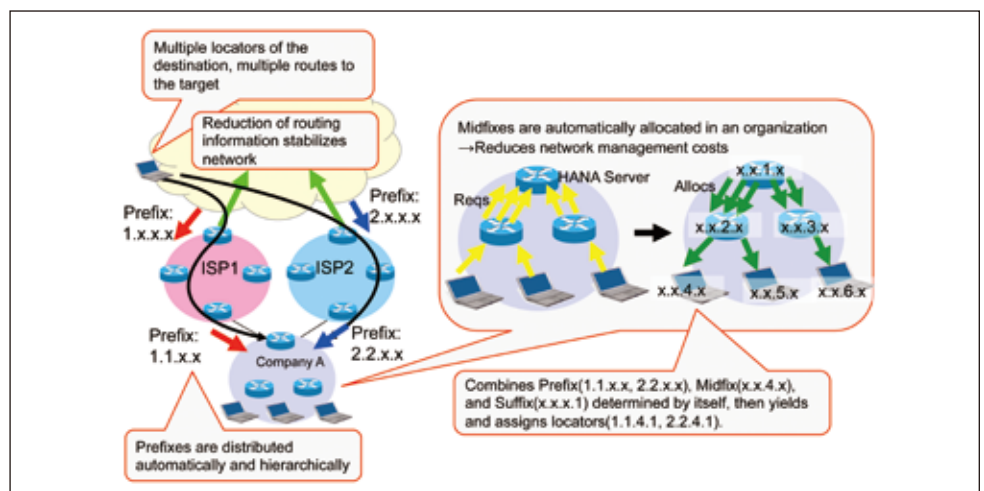 Multiple locators of the
destination, multiple routes to
the target
Reduction of routing
information stabilizes
network
Prefix:
1.x.x.x
Prefix:
2.x.x.x
ISP1
ISP2
Prefix:
1.1.x.x
Prefix:
2.2.x.x
Company A
Prefixes are distributed
automatically and hierarchically
Midfixes are automatically allocated in an organization
→Reduces network management costs
HANA Server
Reqs
Allocs
x.x.1.x
x.x.2.x
x.x.3.x
x.x.4.x
x.x.5.x
x.x.6.x
Combines Prefix(1.1.x.x, 2.2.x.x), Midfix(x.x.4.x),
and Suffix(x.x.x.1) determined by itself, then yields
and assigns locators(1.1.4.1, 2.2.4.1).